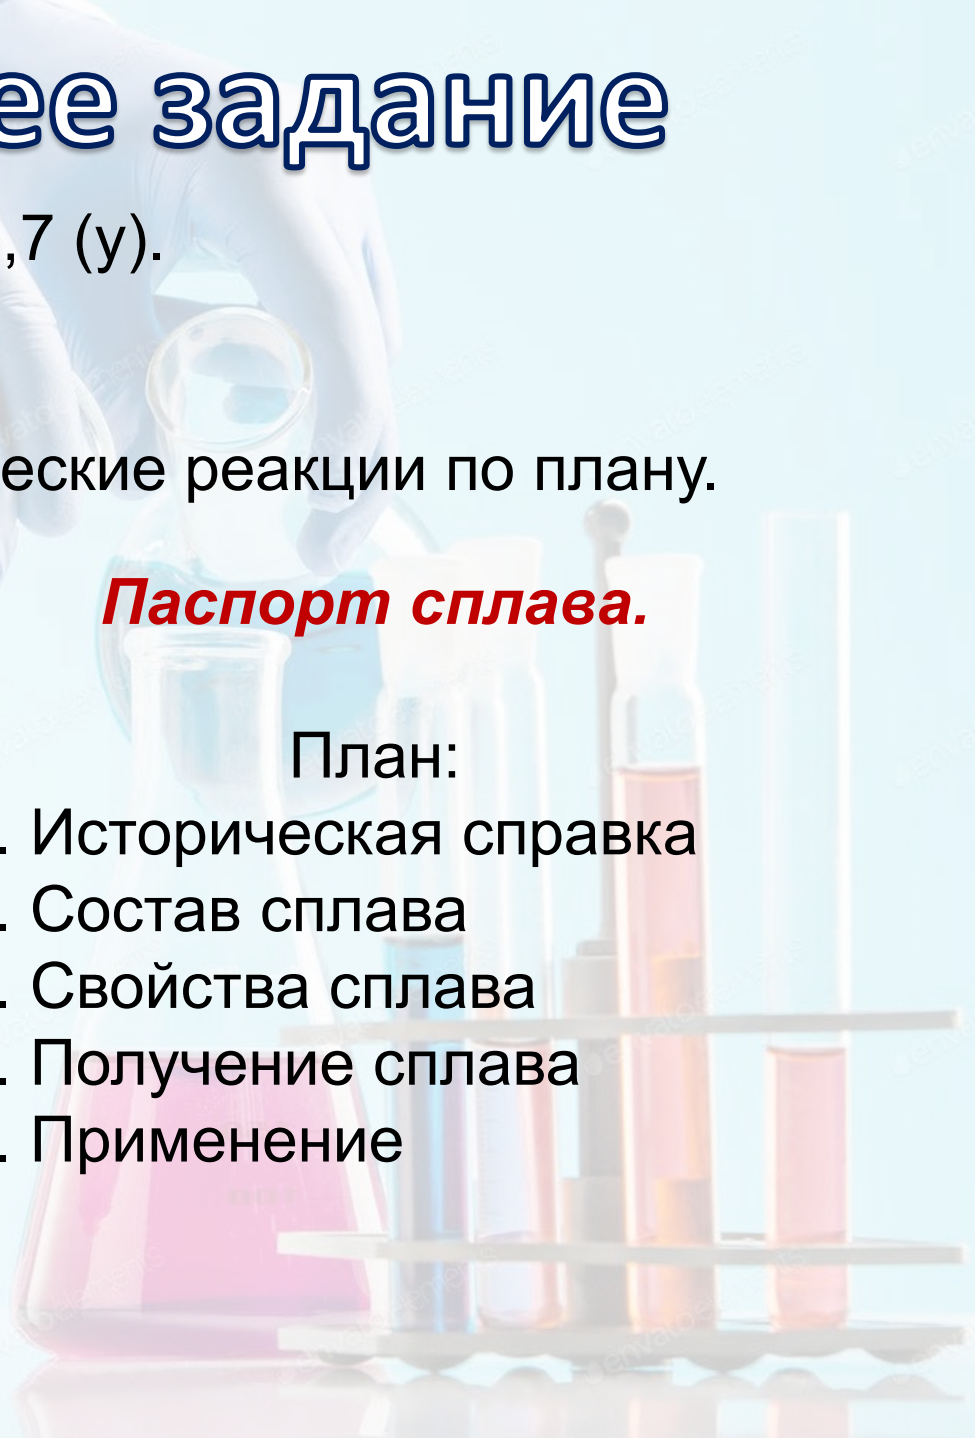 ее задание
,7 (у).
еские реакции по плану.
Паспорт сплава.
План:
. Историческая справка
. Состав сплава
. Свойства сплава
. Получение сплава
. Применение